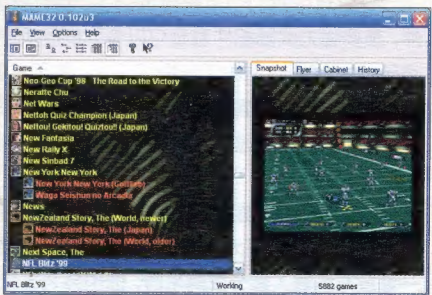 MAME32 0.102u3
File View Options Help
Game
Snapshot Flyer Cabinet History
Neo-Geo Cup '98 The Road to the Victory
Neratte Chu
Net Wars
Nettoh Quiz Champion (Japan)
Nettou! Gekitou! Quiztou!! (Japan)
New Fantasia
New Rally X
New Sinbad 7
New York New York
New York New York (Gottlieb)
Waga Seishun no Arcadia
News
NewZealand Story, The (World, newer)
NewZealand Story, The (Japan)
NewZealand Story, The (World, older)
Next Space, The
NFL Blitz '99
NFL Blitz '99 Working 5882 games